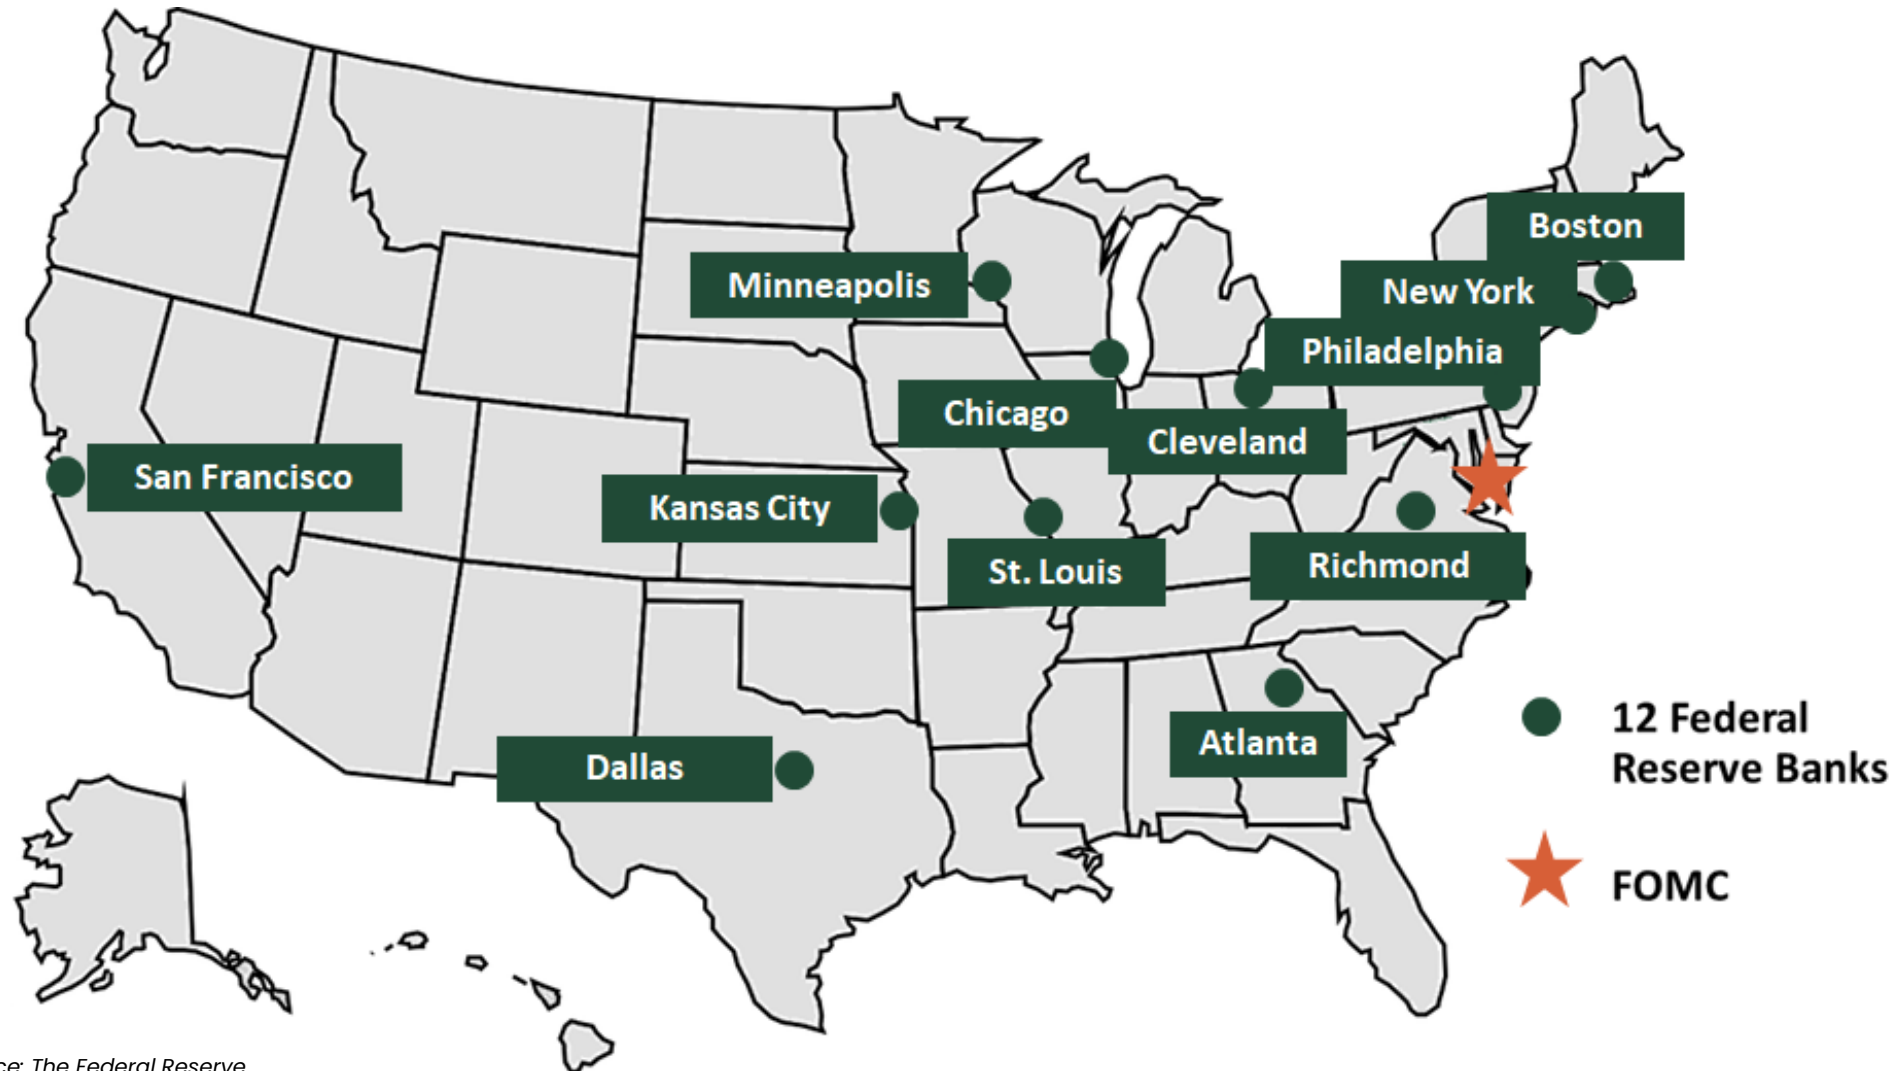 Boston
New York
Minneapolis
Philadelphia
Chicago
Cleveland
San Francisco
Kansas City
St. Louis
Richmond
Atlanta
Dallas
12 Federal
Reserve Banks
FOMC
The Federal Reserve